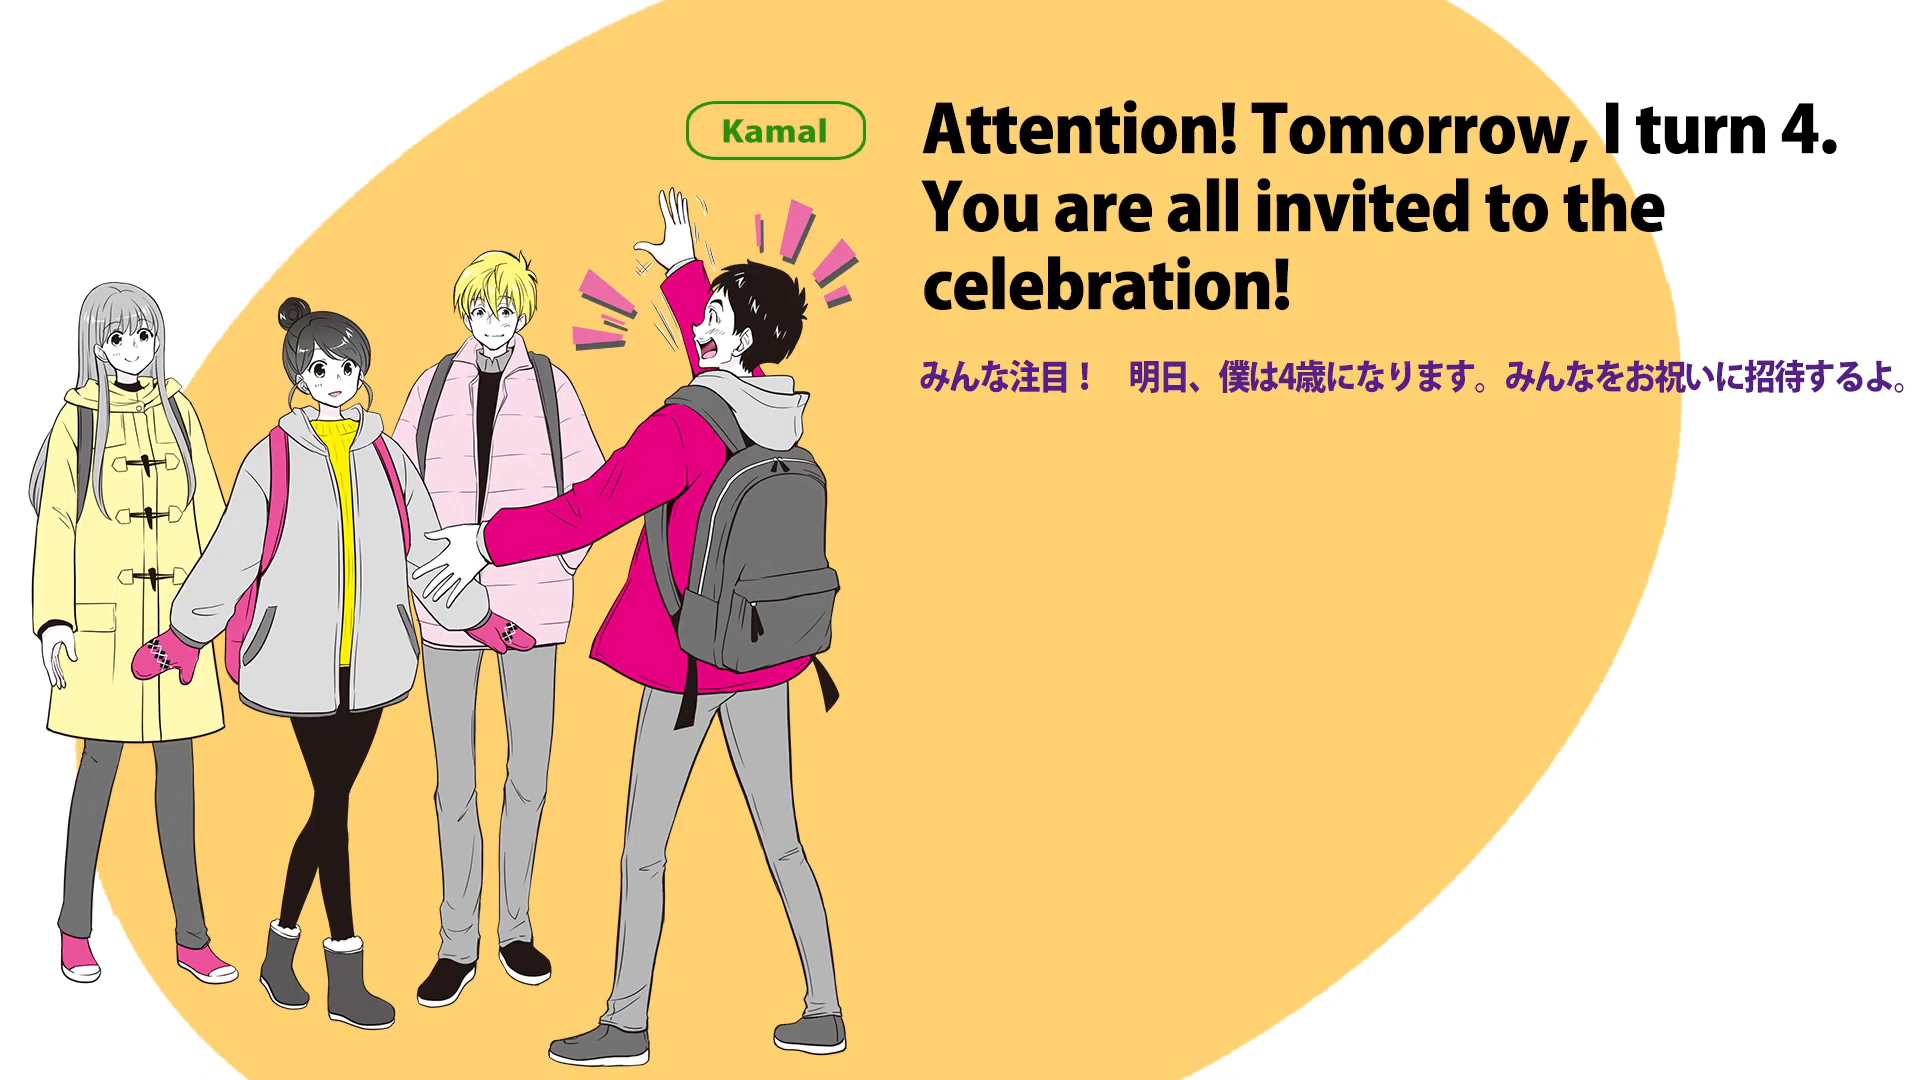 Kamal
Attention! Tomorrow, I turn 4.
You are all invited to the
celebration!
みんな注目！　明日、僕は4歳になります。みんなをお祝いに招待するよ。